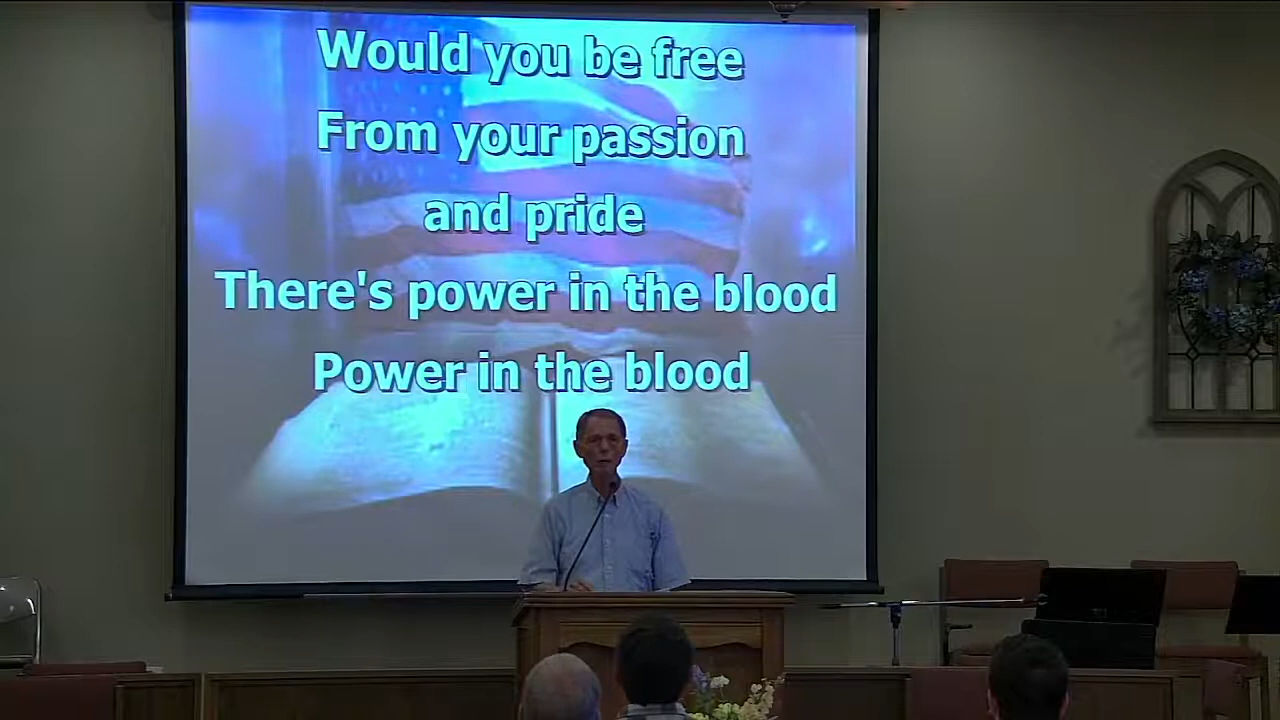 Would you be free
From your passion
and pride
There's power in the blood
Power in the blood